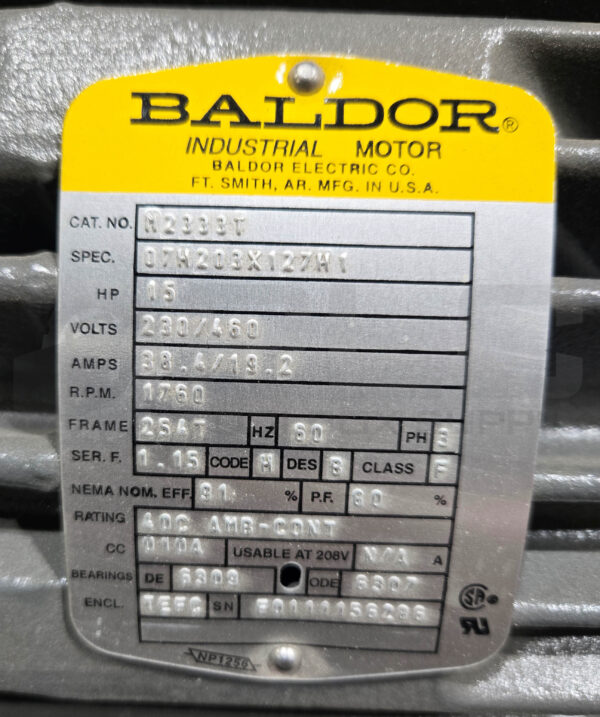 BALDOR®
INDUSTRIAL MOTOR
BALDOR ELECTRIC CO.
FT. SMITH, AR. MFG. IN U.S.A.
CAT. NO. M2333T
SPEC. 07H203X127H1
HP 15
VOLTS 230/460
AMPS 38.4/19.2
R.P.M. 1760
FRAME 254T HZ 60 PH 3
SER. F. 1.15 CODE H DES B CLASS F
NEMA NOM. EFF. % P.F. 80 %
RATING 40C AMB-CONT
CC 010A USABLE AT 208V N/A A
BEARINGS DE 6309 ODE 6307
ENCL. TEFC SN F0111156286
NP1259